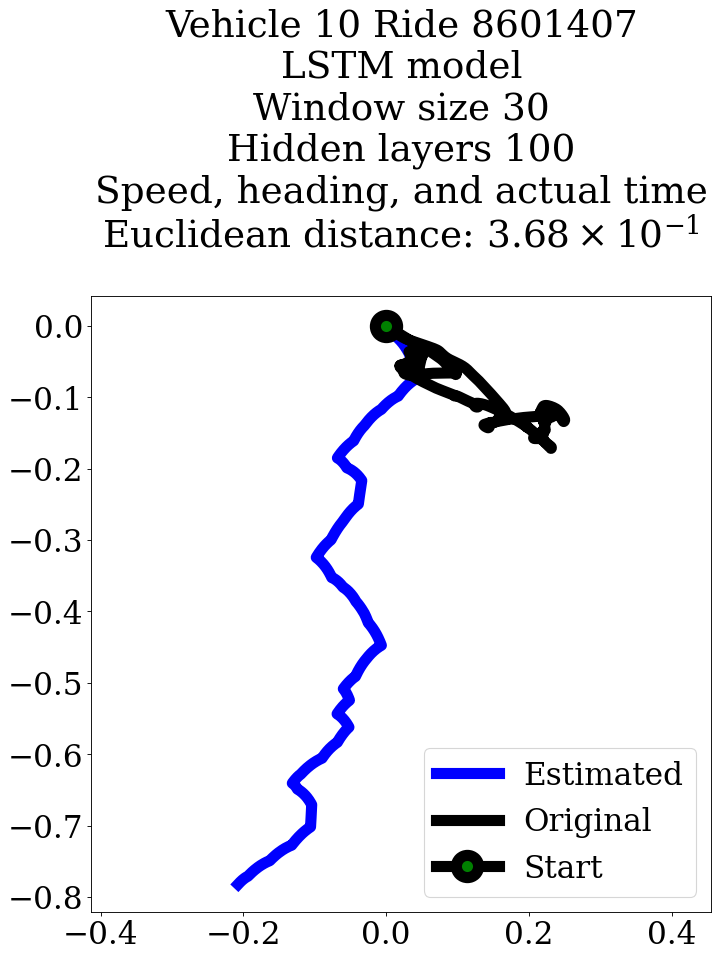 Vehicle 10 Ride 8601407
LSTM model
Window size 30
Hidden layers 100
Speed, heading, and actual time
Euclidean distance: 3.68 × 10⁻¹
0.0
−0.1
−0.2
−0.3
−0.4
−0.5
−0.6
−0.7
−0.8
Estimated
Original
Start
−0.4 −0.2 0.0 0.2 0.4